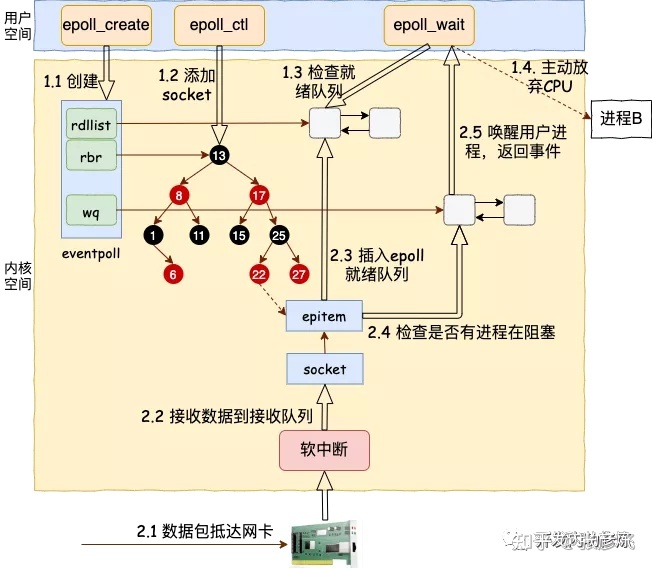 用户
空间
epoll_create
epoll_ctl
epoll_wait
1.1 创建
1.2 添加
socket
1.3 检查就
绪队列
1.4. 主动放
弃CPU
进程B
rdllist
rbr
wq
eventpoll
13
8
17
1
11
15
25
6
22
27
2.5 唤醒用户进
程，返回事件
2.3 插入epoll
就绪队列
内核
空间
epitem
2.4 检查是否有进程在阻塞
socket
2.2 接收数据到接收队列
软中断
2.1 数据包抵达网卡